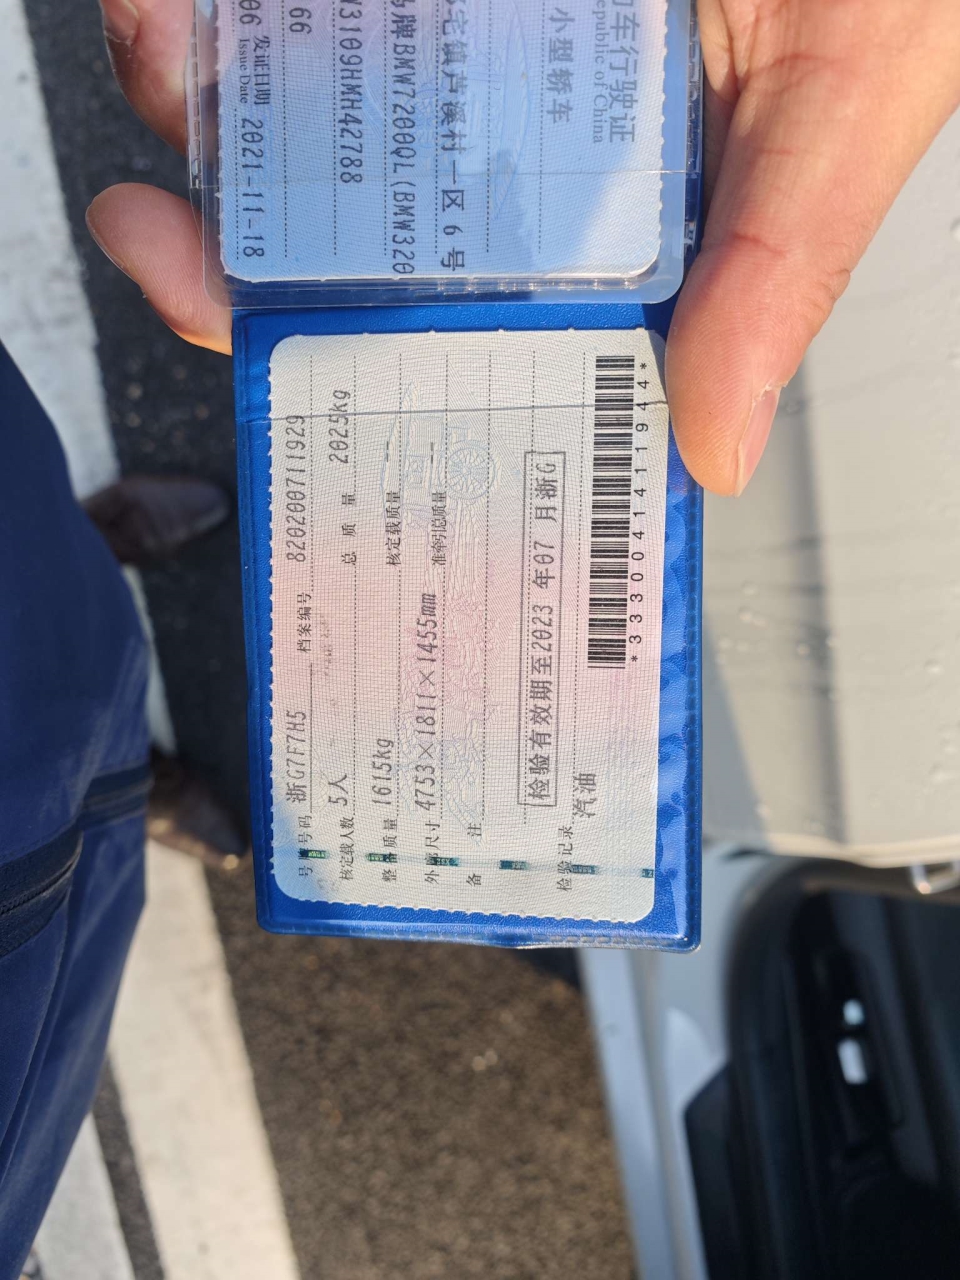 动车行驶证
epublic of China
小型轿车
宅镇芦溪村一区6号
马牌BMW7200QL(BMW320
W3109HMH42788
66
06 发证日期 2021-11-18
Issue Date
号牌号码 浙G7F7H5 档案编号 820200711929
核定载人数 5人 总质量 2025kg
整备质量 1615kg 核定载质量 —
外廓尺寸 4753×1811×1455mm 准牵引总质量 —
备注
检验有效期至2023年07月浙G
检验记录
汽油
*3330041411944*